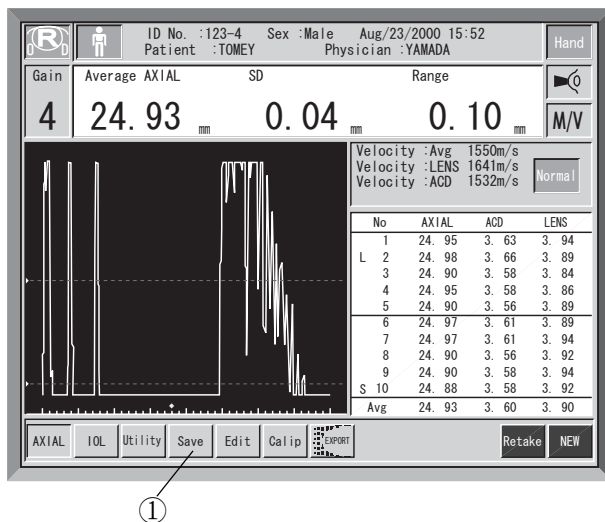 R
O D D
ID No. :123-4 Sex :Male Aug/23/2000 15:52
Patient :TOMEY Physician :YAMADA
Hand
Gain
4
Average AXIAL SD Range
24.93 mm 0.04 mm 0.10 mm
M/V
Velocity :Avg 1550m/s
Velocity :LENS 1641m/s
Velocity :ACD 1532m/s
Normal
No AXIAL ACD LENS
1 24. 95 3. 63 3. 94
L 2 24. 98 3. 66 3. 89
3 24. 90 3. 58 3. 84
4 24. 95 3. 58 3. 86
5 24. 90 3. 56 3. 89
6 24. 97 3. 61 3. 89
7 24. 97 3. 61 3. 94
8 24. 90 3. 56 3. 92
9 24. 90 3. 58 3. 94
S 10 24. 88 3. 58 3. 92
Avg 24. 93 3. 60 3. 90
AXIAL IOL Utility Save Edit Calip EXPORT Retake NEW
①